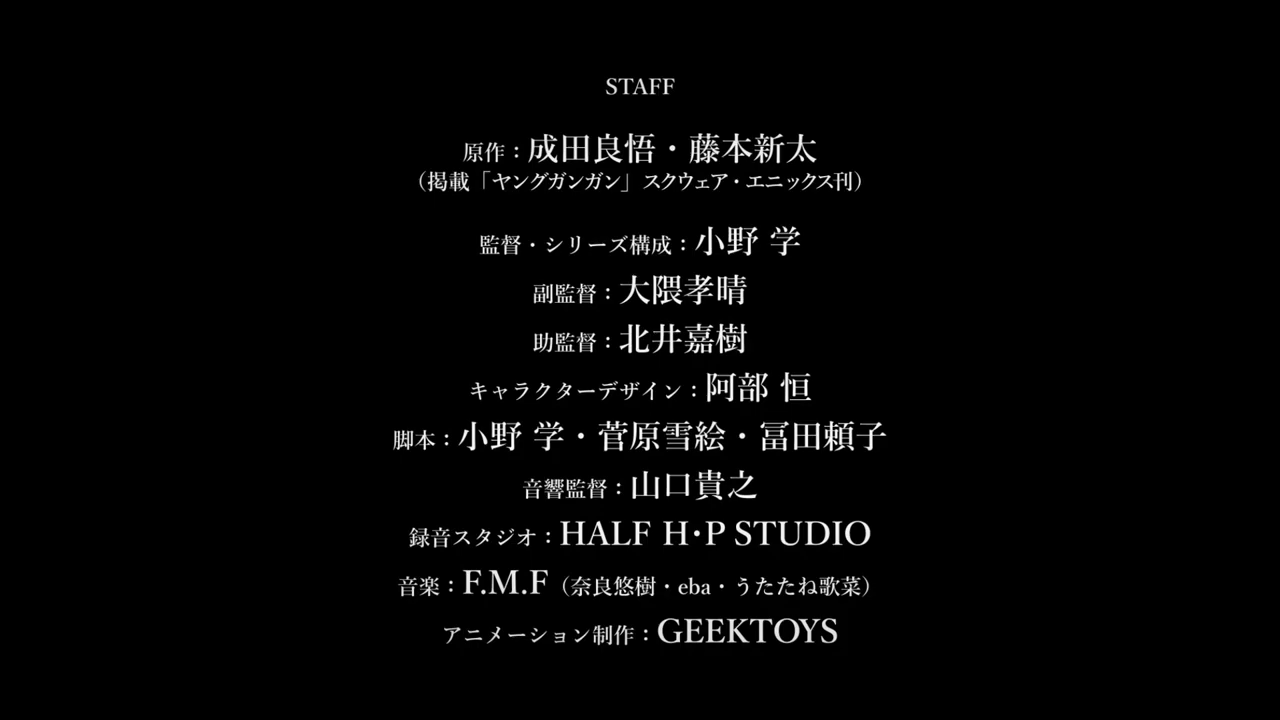 STAFF
原作：成田良悟・藤本新太
（掲載「ヤングガンガン」スクウェア・エニックス刊）
監督・シリーズ構成：小野 学
副監督：大隈孝晴
助監督：北井嘉樹
キャラクターデザイン：阿部 恒
脚本：小野 学・菅原雪絵・冨田頼子
音響監督：山口貴之
録音スタジオ：HALF H・P STUDIO
音楽：F.M.F（奈良悠樹・eba・うたたね歌菜）
アニメーション制作：GEEKTOYS